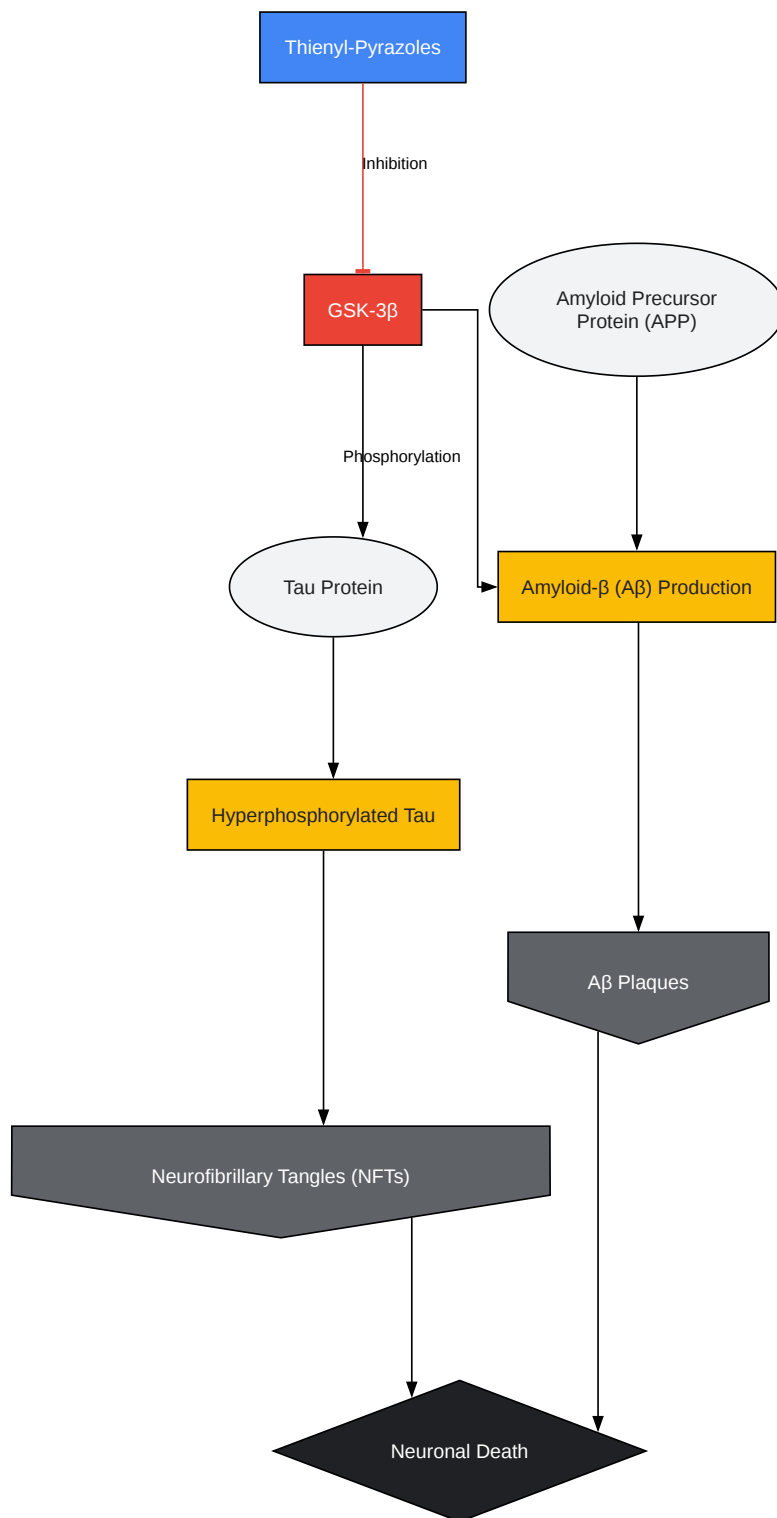 Thienyl-Pyrazoles
Inhibition
GSK-3β
Amyloid Precursor
Protein (APP)
Phosphorylation
Tau Protein
Amyloid-β (Aβ) Production
Hyperphosphorylated Tau
Aβ Plaques
Neurofibrillary Tangles (NFTs)
Neuronal Death